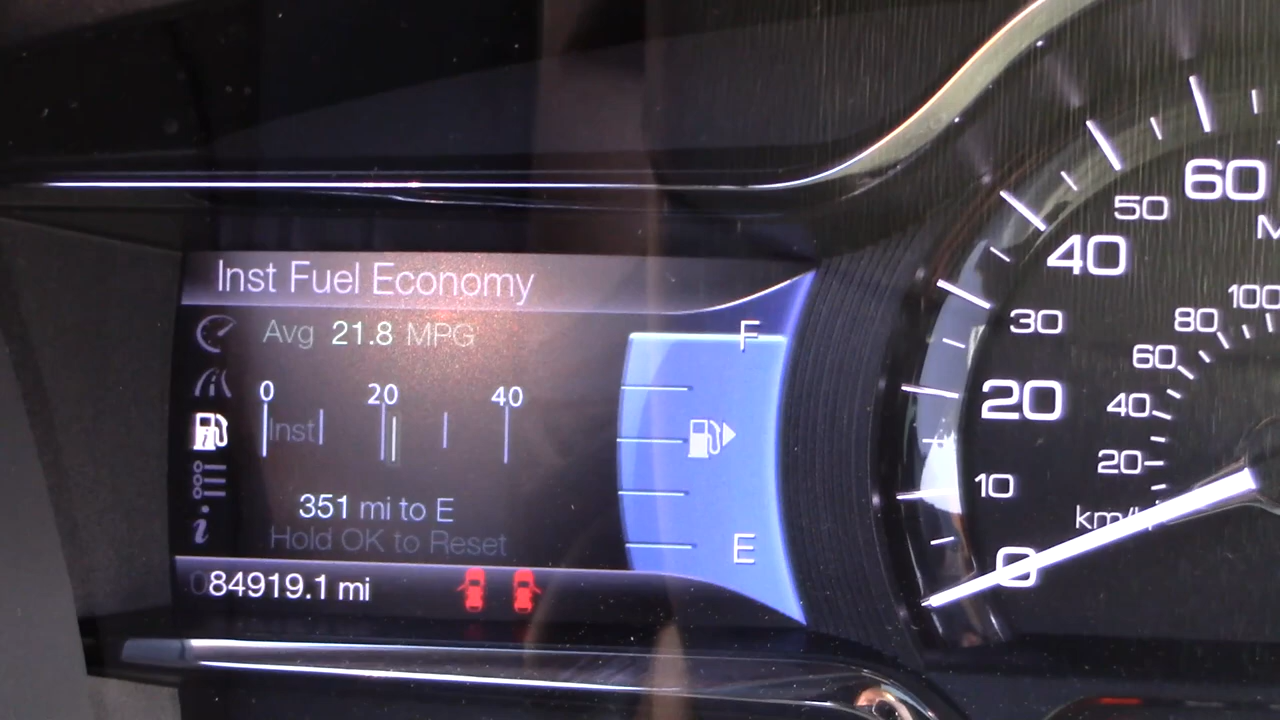 Inst Fuel Economy
Avg 21.8 MPG
0 20 40
Inst
351 mi to E
Hold OK to Reset
084919.1 mi
F
E
0
10
20
30
40
50
60
km/h
20
40
60
80
100